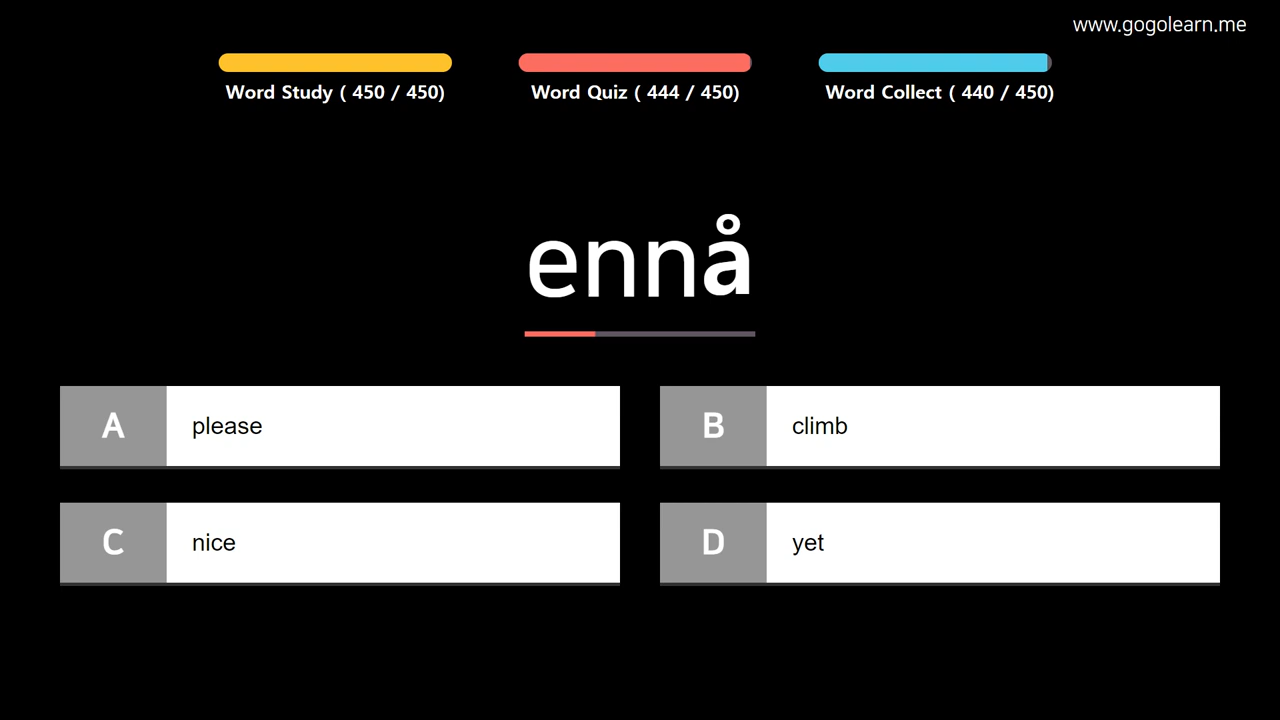 www.gogolearn.me
Word Study ( 450 / 450)
Word Quiz ( 444 / 450)
Word Collect ( 440 / 450)
ennå
A please
B climb
C nice
D yet